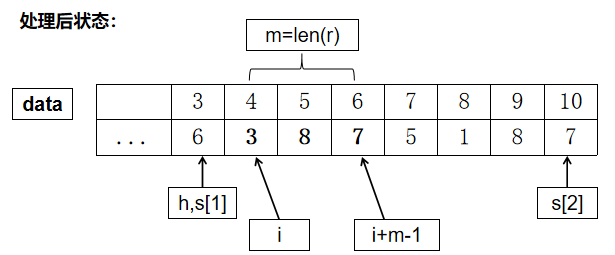 处理后状态：
m=len(r)
data
3 4 5 6 7 8 9 10
... 6 3 8 7 5 1 8 7
h,s[1]
s[2]
i
i+m-1